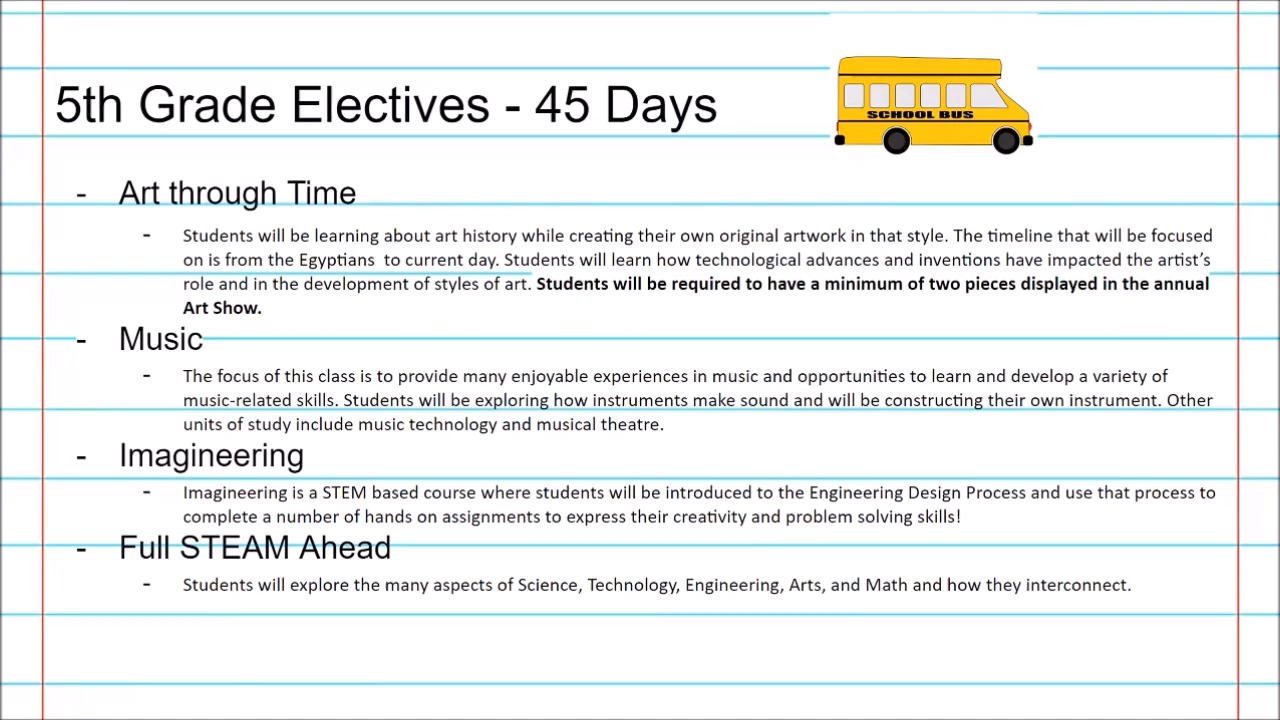 5th Grade Electives - 45 Days
SCHOOL BUS
- Art through Time
- Students will be learning about art history while creating their own original artwork in that style. The timeline that will be focused
on is from the Egyptians  to current day. Students will learn how technological advances and inventions have impacted the artist's
role and in the development of styles of art. Students will be required to have a minimum of two pieces displayed in the annual
Art Show.
- Music
- The focus of this class is to provide many enjoyable experiences in music and opportunities to learn and develop a variety of
music-related skills. Students will be exploring how instruments make sound and will be constructing their own instrument. Other
units of study include music technology and musical theatre.
- Imagineering
- Imagineering is a STEM based course where students will be introduced to the Engineering Design Process and use that process to
complete a number of hands on assignments to express their creativity and problem solving skills!
- Full STEAM Ahead
- Students will explore the many aspects of Science, Technology, Engineering, Arts, and Math and how they interconnect.